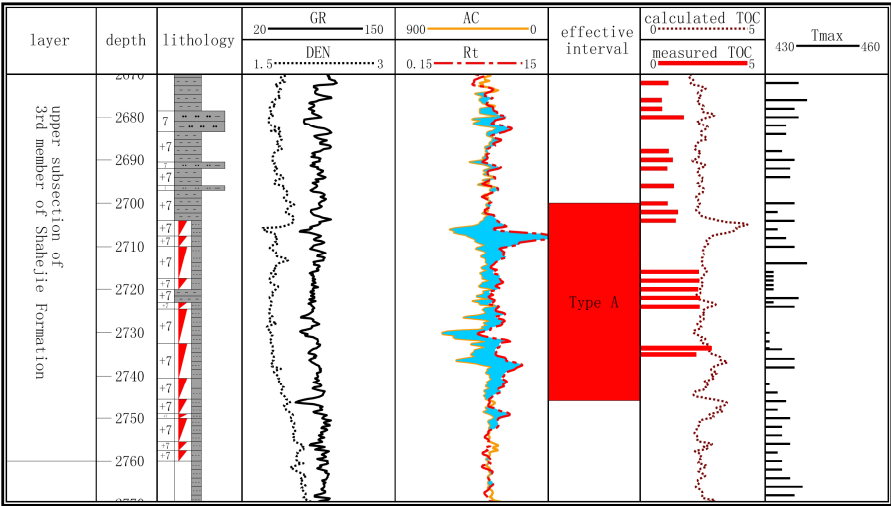 layer
depth
lithology
GR
20 150
DEN
1.5 3
AC
900 0
Rt
0.15 15
effective
interval
calculated TOC
0 5
measured TOC
0 5
Tmax
430 460
upper subsection of
3rd member of Shahejie Formation
2670
2680
2690
2700
2710
2720
2730
2740
2750
2760
2770
7
+7
+7
+7
+7
+7
+7
+7
+7
+7
+7
+7
+7
+7
+7
Type A